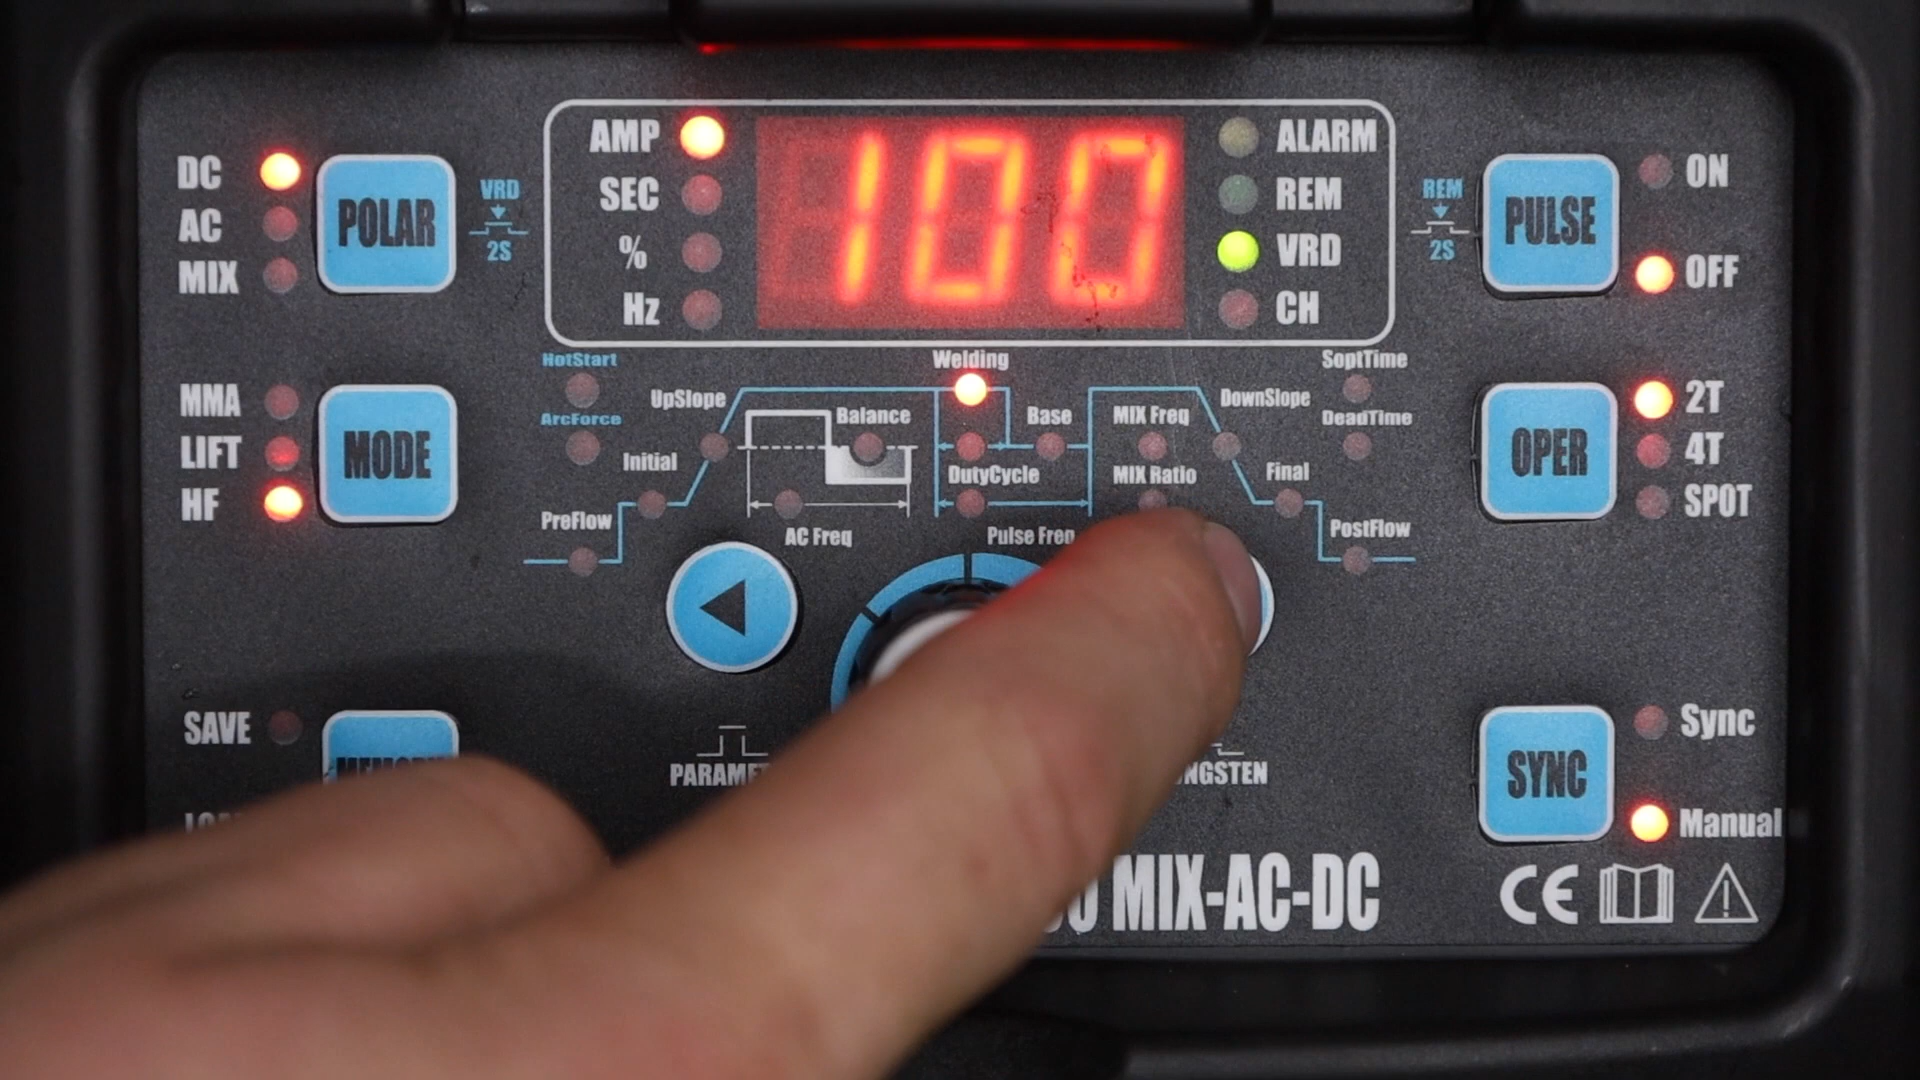 DC
AC
MIX
POLAR
VRD
2S
AMP
SEC
%
Hz
100
ALARM
REM
VRD
CH
REM
2S
PULSE
ON
OFF
MMA
LIFT
HF
MODE
HotStart
ArcForce
UpSlope
Initial
PreFlow
Balance
AC Freq
Welding
Base
DutyCycle
Pulse Freq
MIX Freq
MIX Ratio
DownSlope
Final
SoptTime
DeadTime
PostFlow
OPER
2T
4T
SPOT
SAVE
SYNC
Sync
Manual
MIX-AC-DC
CE